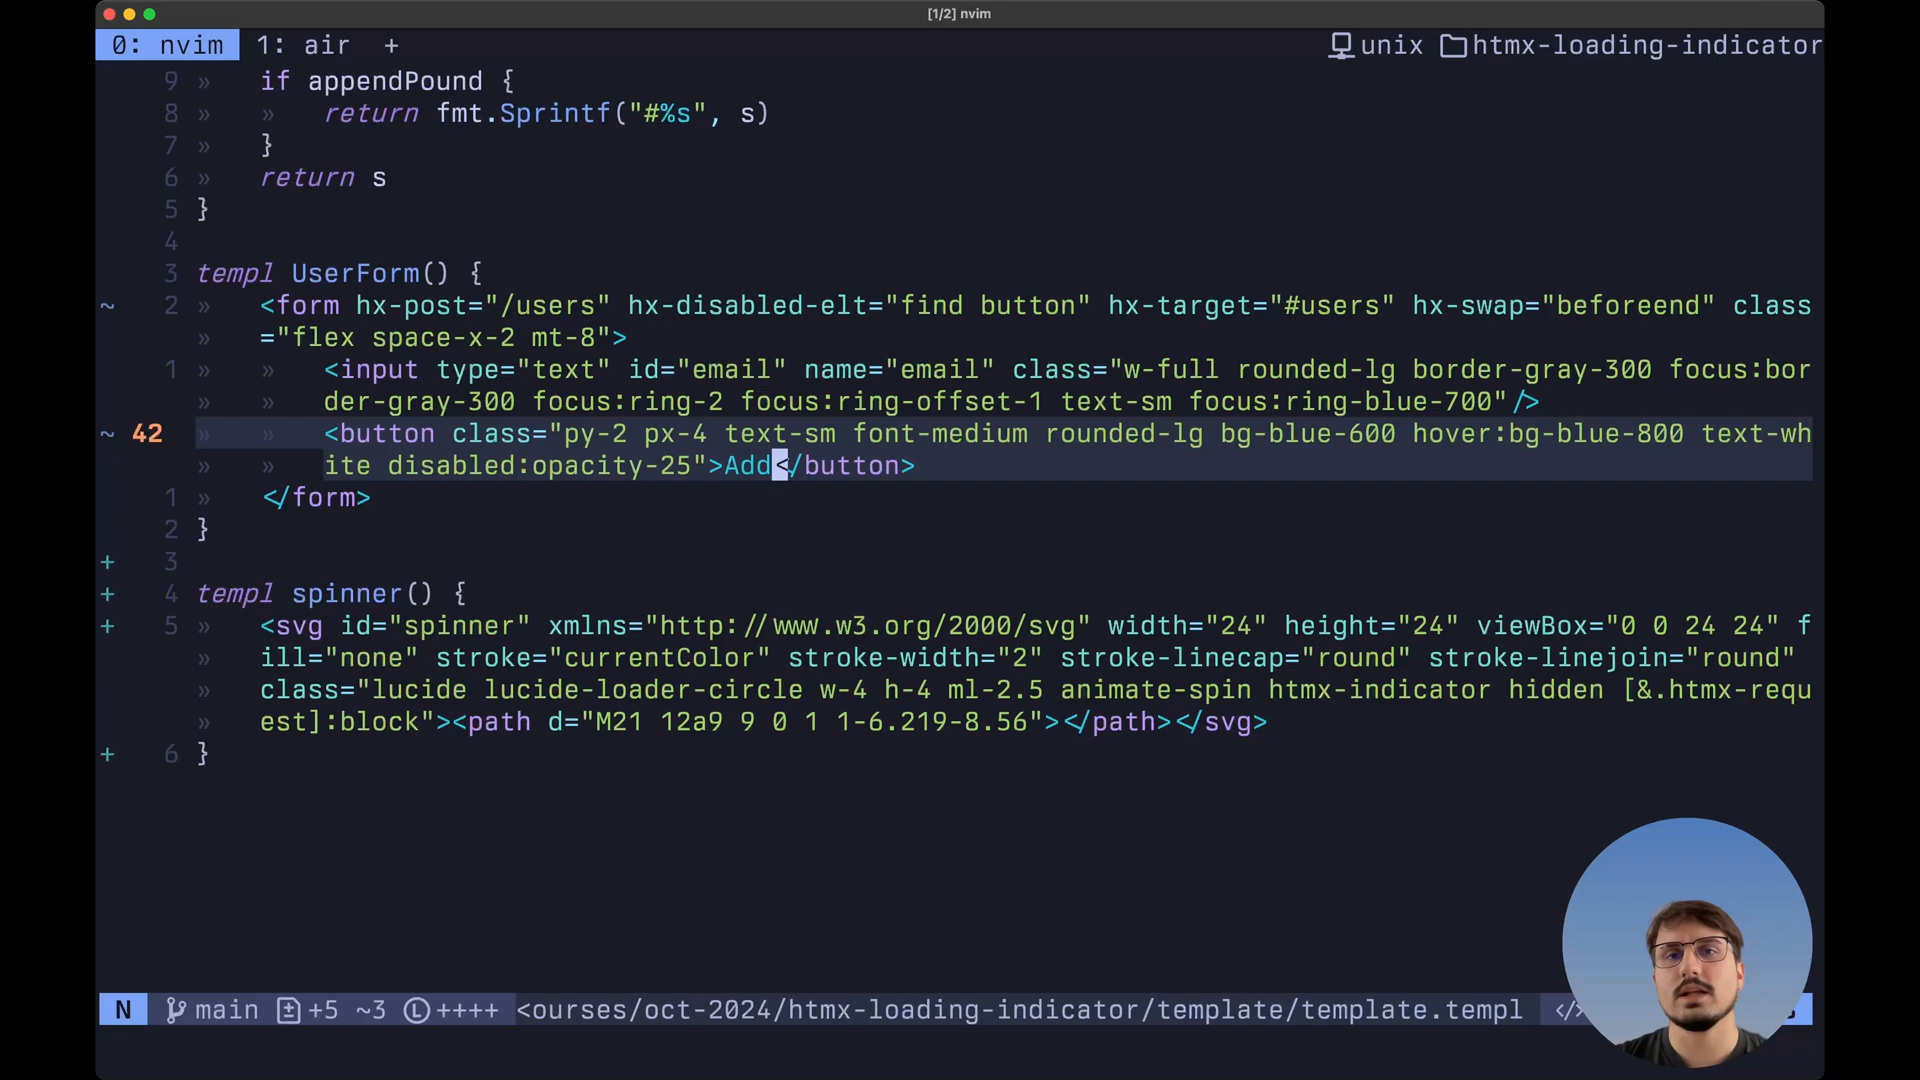 [1/2] nvim
0: nvim 1: air + unix htmx-loading-indicator
9 » if appendPound {
8 » » return fmt.Sprintf("#%s", s)
7 » }
6 » return s
5 }
4
3 templ UserForm() {
~ 2 » <form hx-post="/users" hx-disabled-elt="find button" hx-target="#users" hx-swap="beforeend" class
» ="flex space-x-2 mt-8">
1 » » <input type="text" id="email" name="email" class="w-full rounded-lg border-gray-300 focus:bor
» » der-gray-300 focus:ring-2 focus:ring-offset-1 text-sm focus:ring-blue-700"/>
~ 42 » » <button class="py-2 px-4 text-sm font-medium rounded-lg bg-blue-600 hover:bg-blue-800 text-wh
» » ite disabled:opacity-25">Add</button>
1 » </form>
2 }
+ 3
+ 4 templ spinner() {
+ 5 » <svg id="spinner" xmlns="http://www.w3.org/2000/svg" width="24" height="24" viewBox="0 0 24 24" f
» ill="none" stroke="currentColor" stroke-width="2" stroke-linecap="round" stroke-linejoin="round"
» class="lucide lucide-loader-circle w-4 h-4 ml-2.5 animate-spin htmx-indicator hidden [&.htmx-requ
» est]:block"><path d="M21 12a9 9 0 1 1-6.219-8.56"></path></svg>
+ 6 }
N main +5 ~3 ++++ <ourses/oct-2024/htmx-loading-indicator/template/template.templ </>